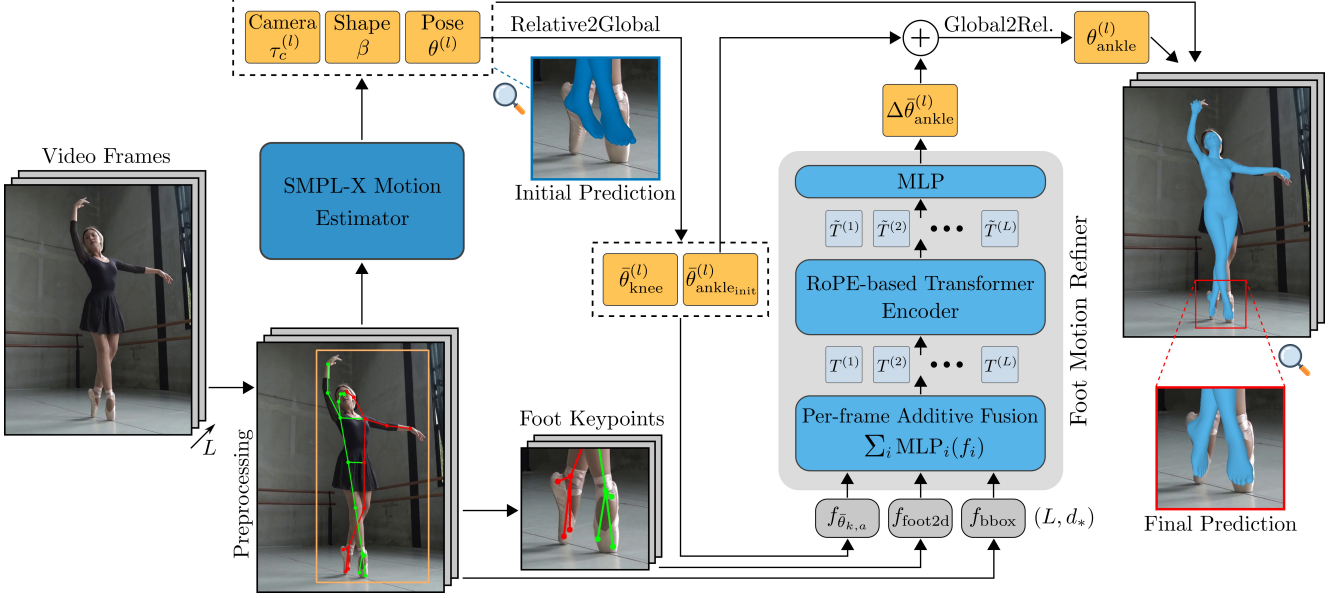 Camera
τ_c^(l)
Shape
β
Pose
θ^(l)
Relative2Global
Initial Prediction
Video Frames
L
SMPL-X Motion
Estimator
Preprocessing
Foot Keypoints
θ̄_knee^(l)
θ̄_ankle_init^(l)
+
Global2Rel.
θ_ankle^(l)
Δθ̄_ankle^(l)
MLP
T̃^(1) T̃^(2) ••• T̃^(L)
RoPE-based Transformer
Encoder
T^(1) T^(2) ••• T^(L)
Per-frame Additive Fusion
∑_i MLP_i(f_i)
Foot Motion Refiner
f_θ̄_k,a
f_foot2d
f_bbox
(L, d_*)
Final Prediction